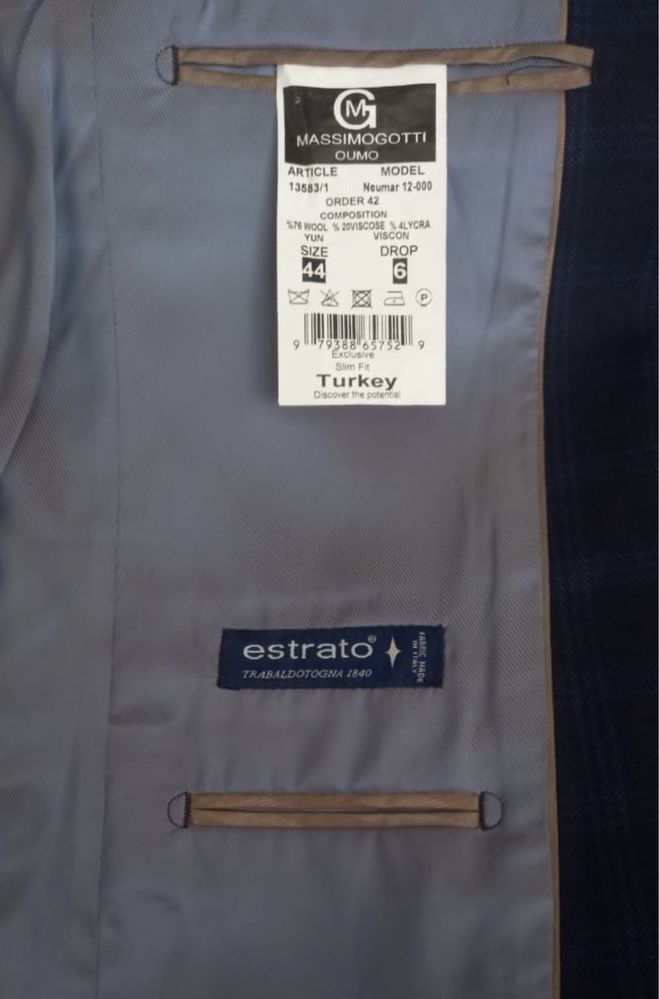 MG
MASSIMOGOTTI
OUMO
ARTICLE MODEL
13583/1 Neumar 12-000
ORDER 42
COMPOSITION
%76 WOOL % 20VISCOSE % 4LYCRA
YUN VISCON
SIZE DROP
44 6
P
9 79388 65752 9
Exclusive
Slim Fit
Turkey
Discover the potential
estrato®
TRABALDOTOGNA 1840
FABRIC MADE
IN ITALY